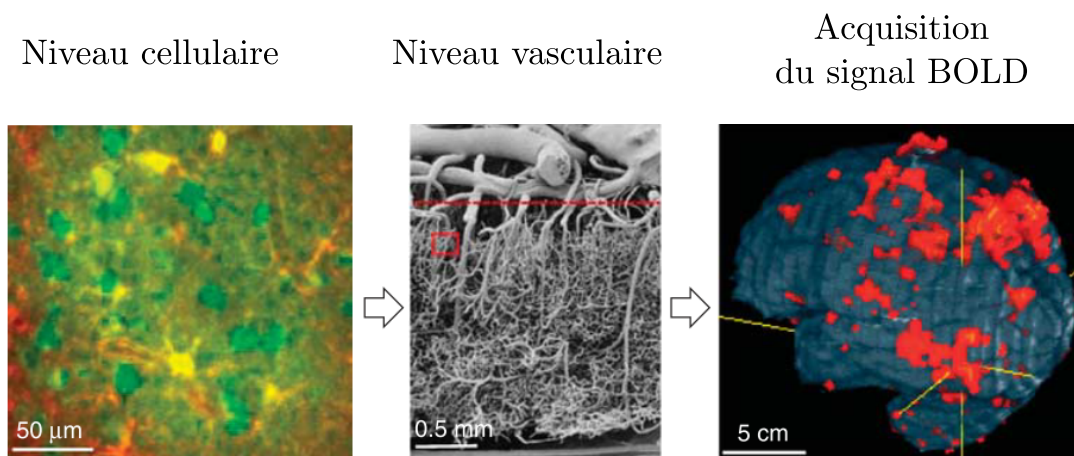 Niveau cellulaire
Niveau vasculaire
Acquisition
du signal BOLD
50 μm
0.5 mm
5 cm